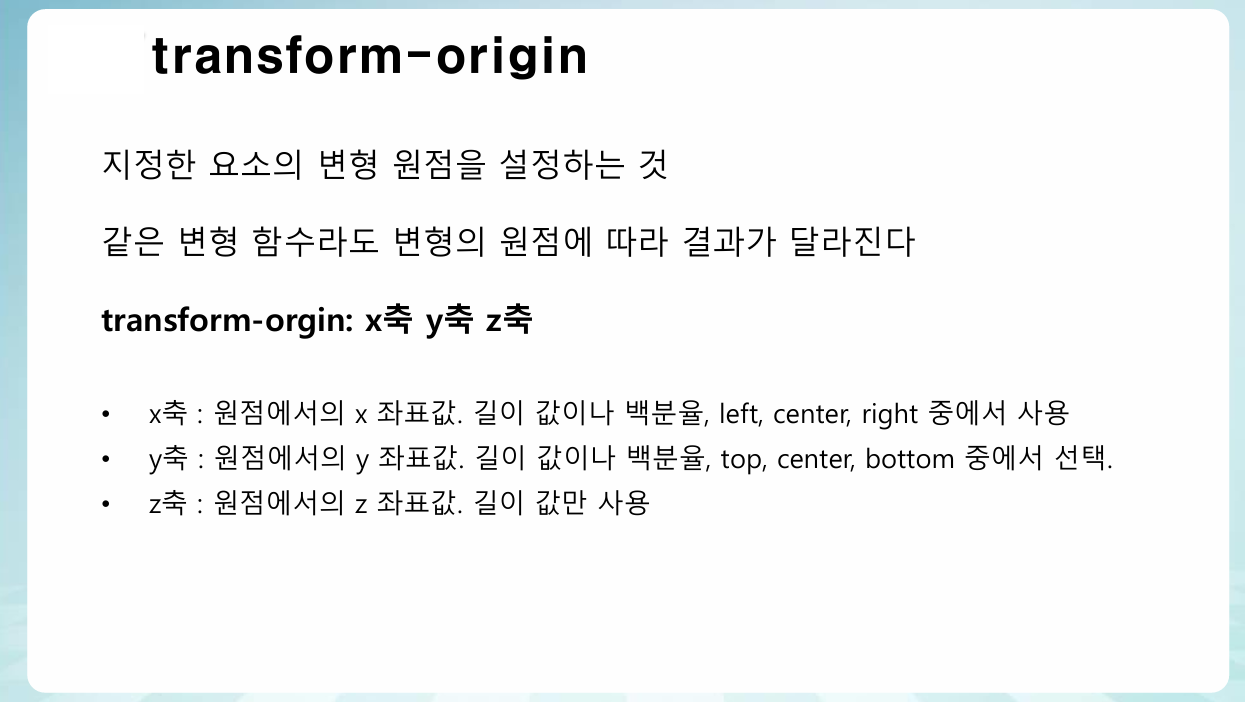 transform-origin
지정한 요소의 변형 원점을 설정하는 것
같은 변형 함수라도 변형의 원점에 따라 결과가 달라진다
transform-orgin: x축 y축 z축
• x축 : 원점에서의 x 좌표값. 길이 값이나 백분율, left, center, right 중에서 사용
• y축 : 원점에서의 y 좌표값. 길이 값이나 백분율, top, center, bottom 중에서 선택.
• z축 : 원점에서의 z 좌표값. 길이 값만 사용